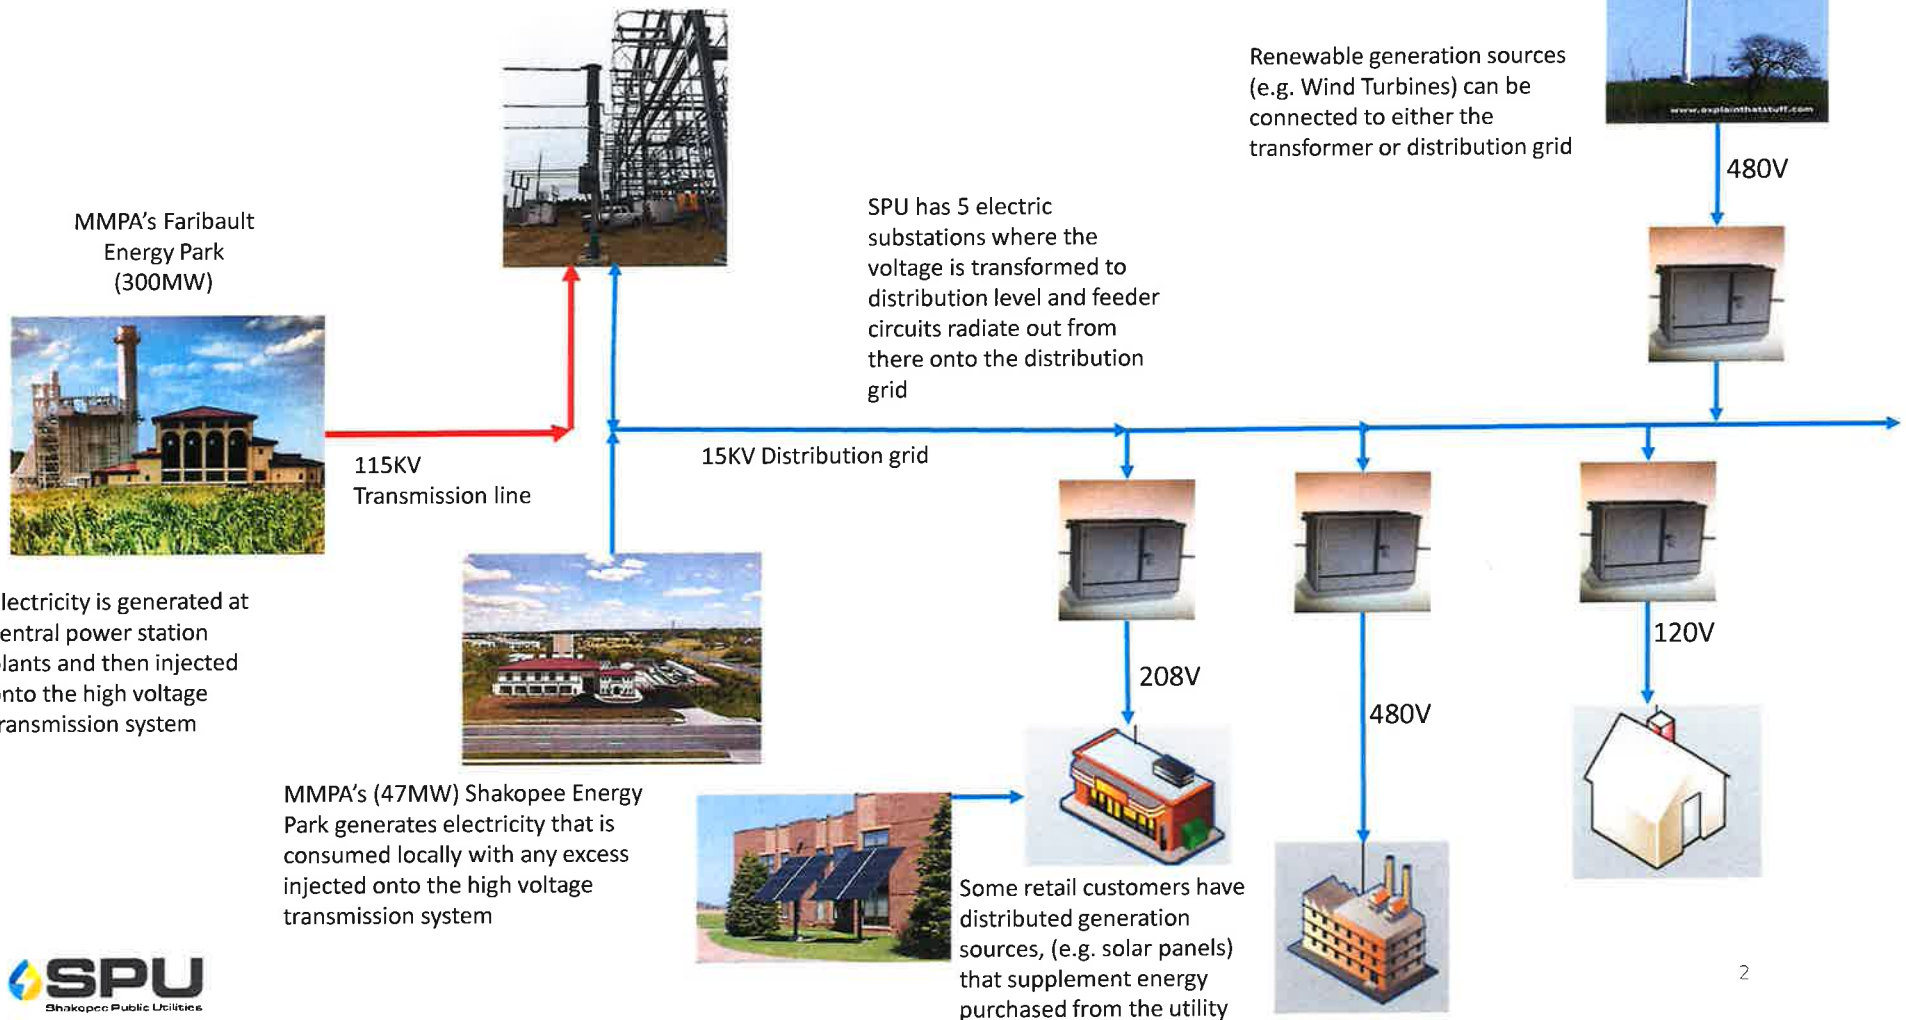 Renewable generation sources
(e.g. Wind Turbines) can be
connected to either the
transformer or distribution grid
www.explainthatstuff.com
480V
MMPA's Faribault
Energy Park
(300MW)
SPU has 5 electric
substations where the
voltage is transformed to
distribution level and feeder
circuits radiate out from
there onto the distribution
grid
115KV
Transmission line
15KV Distribution grid
lectricity is generated at
entral power station
lants and then injected
nto the high voltage
ransmission system
208V
480V
120V
MMPA's (47MW) Shakopee Energy
Park generates electricity that is
consumed locally with any excess
injected onto the high voltage
transmission system
Some retail customers have
distributed generation
sources, (e.g. solar panels)
that supplement energy
purchased from the utility
SPU
Shakopee Public Utilities
2